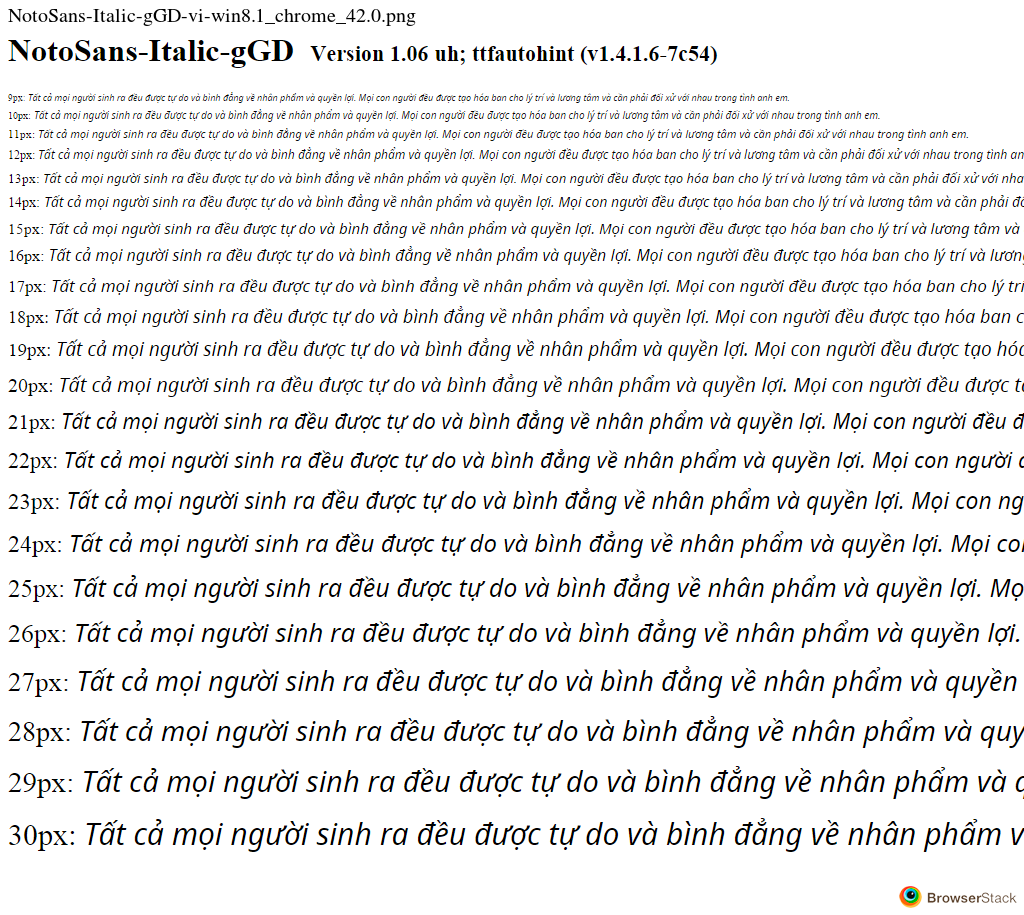 NotoSans-Italic-gGD-vi-win8.1_chrome_42.0.png
NotoSans-Italic-gGD Version 1.06 uh; ttfautohint (v1.4.1.6-7c54)
9px: Tất cả mọi người sinh ra đều được tự do và bình đẳng về nhân phẩm và quyền lợi. Mọi con người đều được tạo hóa ban cho lý trí và lương tâm và cần phải đối xử với nhau trong tình anh em.
10px: Tất cả mọi người sinh ra đều được tự do và bình đẳng về nhân phẩm và quyền lợi. Mọi con người đều được tạo hóa ban cho lý trí và lương tâm và cần phải đối xử với nhau trong tình anh em.
11px: Tất cả mọi người sinh ra đều được tự do và bình đẳng về nhân phẩm và quyền lợi. Mọi con người đều được tạo hóa ban cho lý trí và lương tâm và cần phải đối xử với nhau trong tình anh em.
12px: Tất cả mọi người sinh ra đều được tự do và bình đẳng về nhân phẩm và quyền lợi. Mọi con người đều được tạo hóa ban cho lý trí và lương tâm và cần phải đối xử với nhau trong tình an
13px: Tất cả mọi người sinh ra đều được tự do và bình đẳng về nhân phẩm và quyền lợi. Mọi con người đều được tạo hóa ban cho lý trí và lương tâm và cần phải đối xử với nha
14px: Tất cả mọi người sinh ra đều được tự do và bình đẳng về nhân phẩm và quyền lợi. Mọi con người đều được tạo hóa ban cho lý trí và lương tâm và cần phải đố
15px: Tất cả mọi người sinh ra đều được tự do và bình đẳng về nhân phẩm và quyền lợi. Mọi con người đều được tạo hóa ban cho lý trí và lương tâm và
16px: Tất cả mọi người sinh ra đều được tự do và bình đẳng về nhân phẩm và quyền lợi. Mọi con người đều được tạo hóa ban cho lý trí và lươn
17px: Tất cả mọi người sinh ra đều được tự do và bình đẳng về nhân phẩm và quyền lợi. Mọi con người đều được tạo hóa ban cho lý trí
18px: Tất cả mọi người sinh ra đều được tự do và bình đẳng về nhân phẩm và quyền lợi. Mọi con người đều được tạo hóa ban c
19px: Tất cả mọi người sinh ra đều được tự do và bình đẳng về nhân phẩm và quyền lợi. Mọi con người đều được tạo hóa
20px: Tất cả mọi người sinh ra đều được tự do và bình đẳng về nhân phẩm và quyền lợi. Mọi con người đều được tạ
21px: Tất cả mọi người sinh ra đều được tự do và bình đẳng về nhân phẩm và quyền lợi. Mọi con người đều đ
22px: Tất cả mọi người sinh ra đều được tự do và bình đẳng về nhân phẩm và quyền lợi. Mọi con người
23px: Tất cả mọi người sinh ra đều được tự do và bình đẳng về nhân phẩm và quyền lợi. Mọi con ng
24px: Tất cả mọi người sinh ra đều được tự do và bình đẳng về nhân phẩm và quyền lợi. Mọi co
25px: Tất cả mọi người sinh ra đều được tự do và bình đẳng về nhân phẩm và quyền lợi. Mọ
26px: Tất cả mọi người sinh ra đều được tự do và bình đẳng về nhân phẩm và quyền lợi.
27px: Tất cả mọi người sinh ra đều được tự do và bình đẳng về nhân phẩm và quyền
28px: Tất cả mọi người sinh ra đều được tự do và bình đẳng về nhân phẩm và quy
29px: Tất cả mọi người sinh ra đều được tự do và bình đẳng về nhân phẩm và q
30px: Tất cả mọi người sinh ra đều được tự do và bình đẳng về nhân phẩm v
BrowserStack